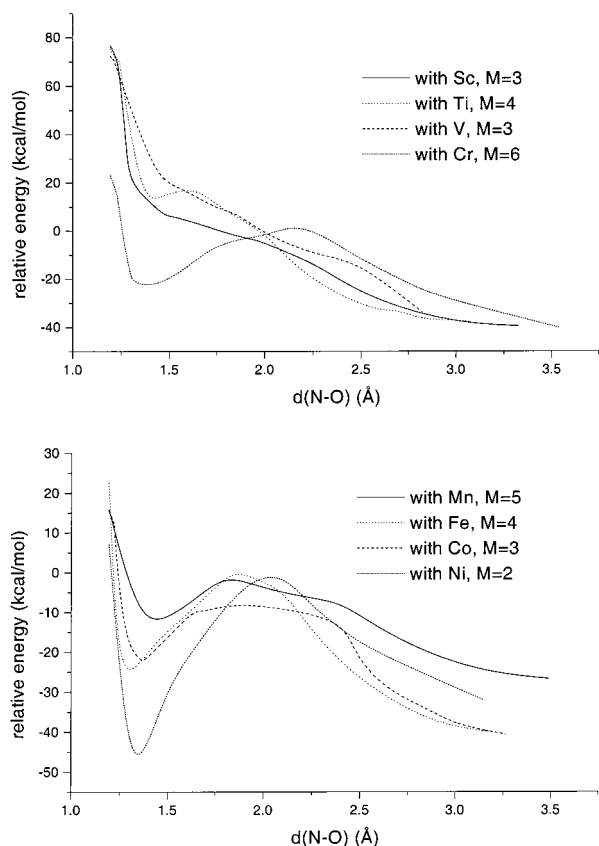 80
60
40
20
0
-20
-40
relative energy (kcal/mol)
with Sc, M=3
with Ti, M=4
with V, M=3
with Cr, M=6
1.0 1.5 2.0 2.5 3.0 3.5
d(N-O) (Å)
30
20
10
0
-10
-20
-30
-40
-50
relative energy (kcal/mol)
with Mn, M=5
with Fe, M=4
with Co, M=3
with Ni, M=2
1.0 1.5 2.0 2.5 3.0 3.5
d(N-O) (Å)